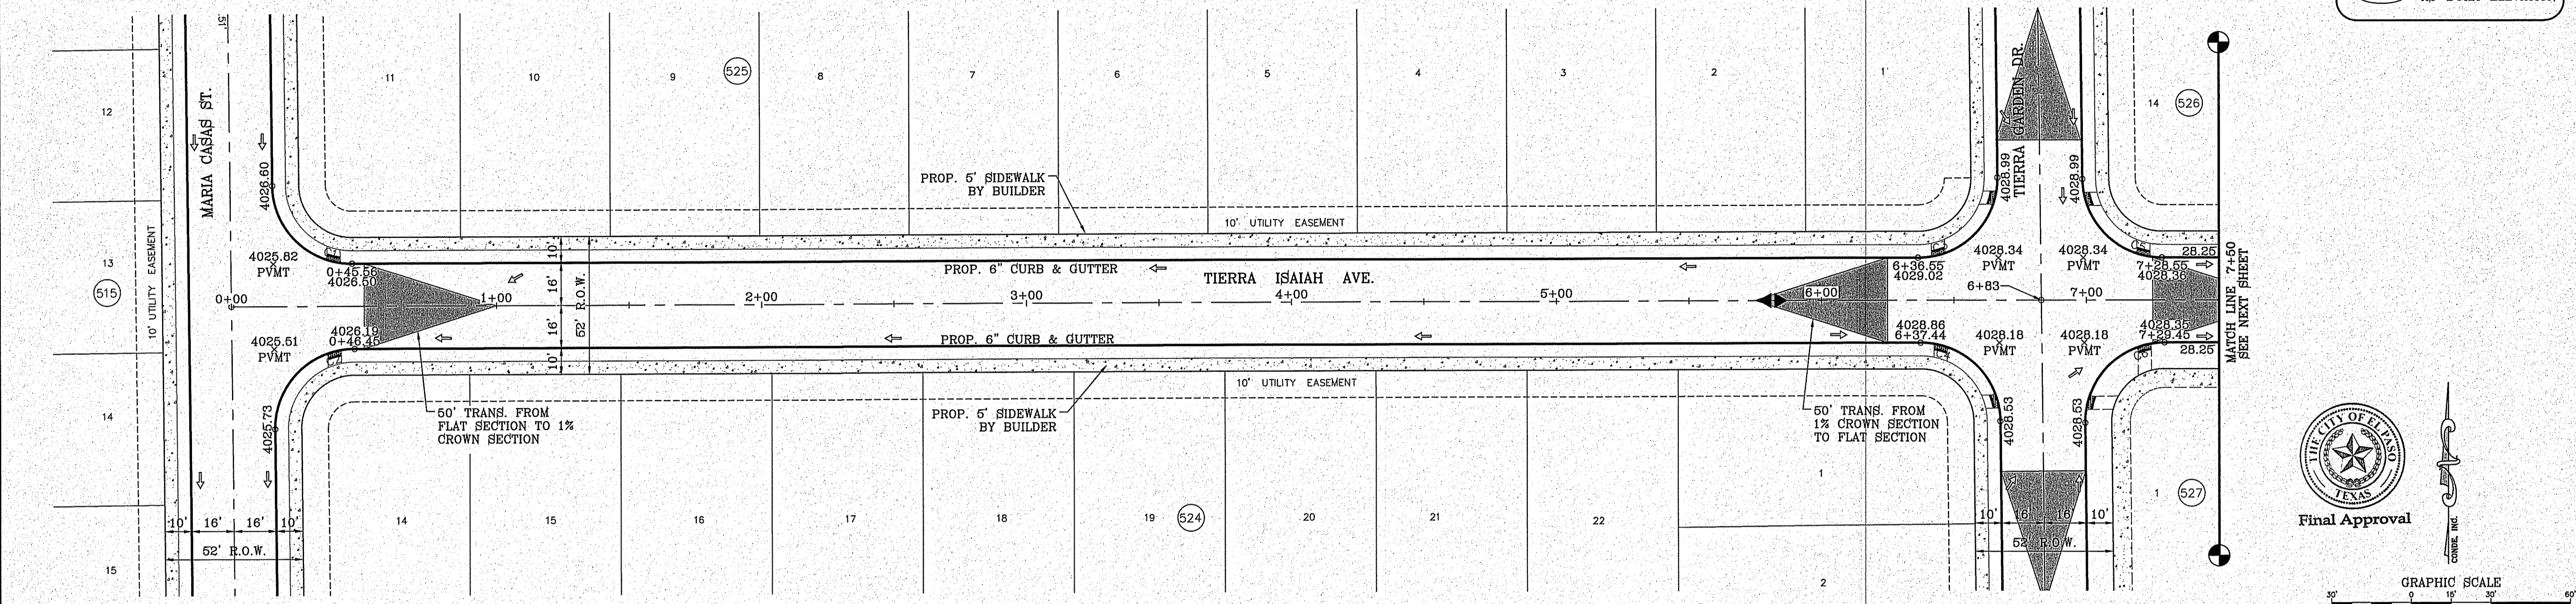 51'
MARIA CASAS ST.
12
13
14
15
515
10' UTILITY EASEMENT
4026.60
4025.82
PVMT
0+00
4025.51
PVMT
4025.73
10' 16' 16' 10'
52' R.O.W.
11
10
9
525
8
7
6
5
4
3
2
1
PROP. 5' SIDEWALK
BY BUILDER
10' UTILITY EASEMENT
0+45.56
4026.50
10'
16'
16'
10'
52' R.O.W.
PROP. 6" CURB & GUTTER
TIERRA ISAIAH AVE.
1+00
2+00
3+00
4+00
5+00
6+00
6+83
7+00
4026.19
0+46.45
PROP. 6" CURB & GUTTER
10' UTILITY EASEMENT
50' TRANS. FROM
FLAT SECTION TO 1%
CROWN SECTION
PROP. 5' SIDEWALK
BY BUILDER
50' TRANS. FROM
1% CROWN SECTION
TO FLAT SECTION
14
15
16
17
18
19
524
20
21
22
1
2
TIERRA GARDEN DR.
4028.99
4028.99
6+36.55
4029.02
4028.34
PVMT
4028.34
PVMT
7+28.55
4028.36
28.25
4028.86
6+37.44
4028.18
PVMT
4028.18
PVMT
4028.35
7+29.45
28.25
4028.53
4028.53
10' 16' 16' 10'
52' R.O.W.
14
526
1
527
MATCH LINE 7+50
SEE NEXT SHEET
THE CITY OF EL PASO
TEXAS
Final Approval
CONDE, INC.
GRAPHIC SCALE
30' 0 16' 30' 60'